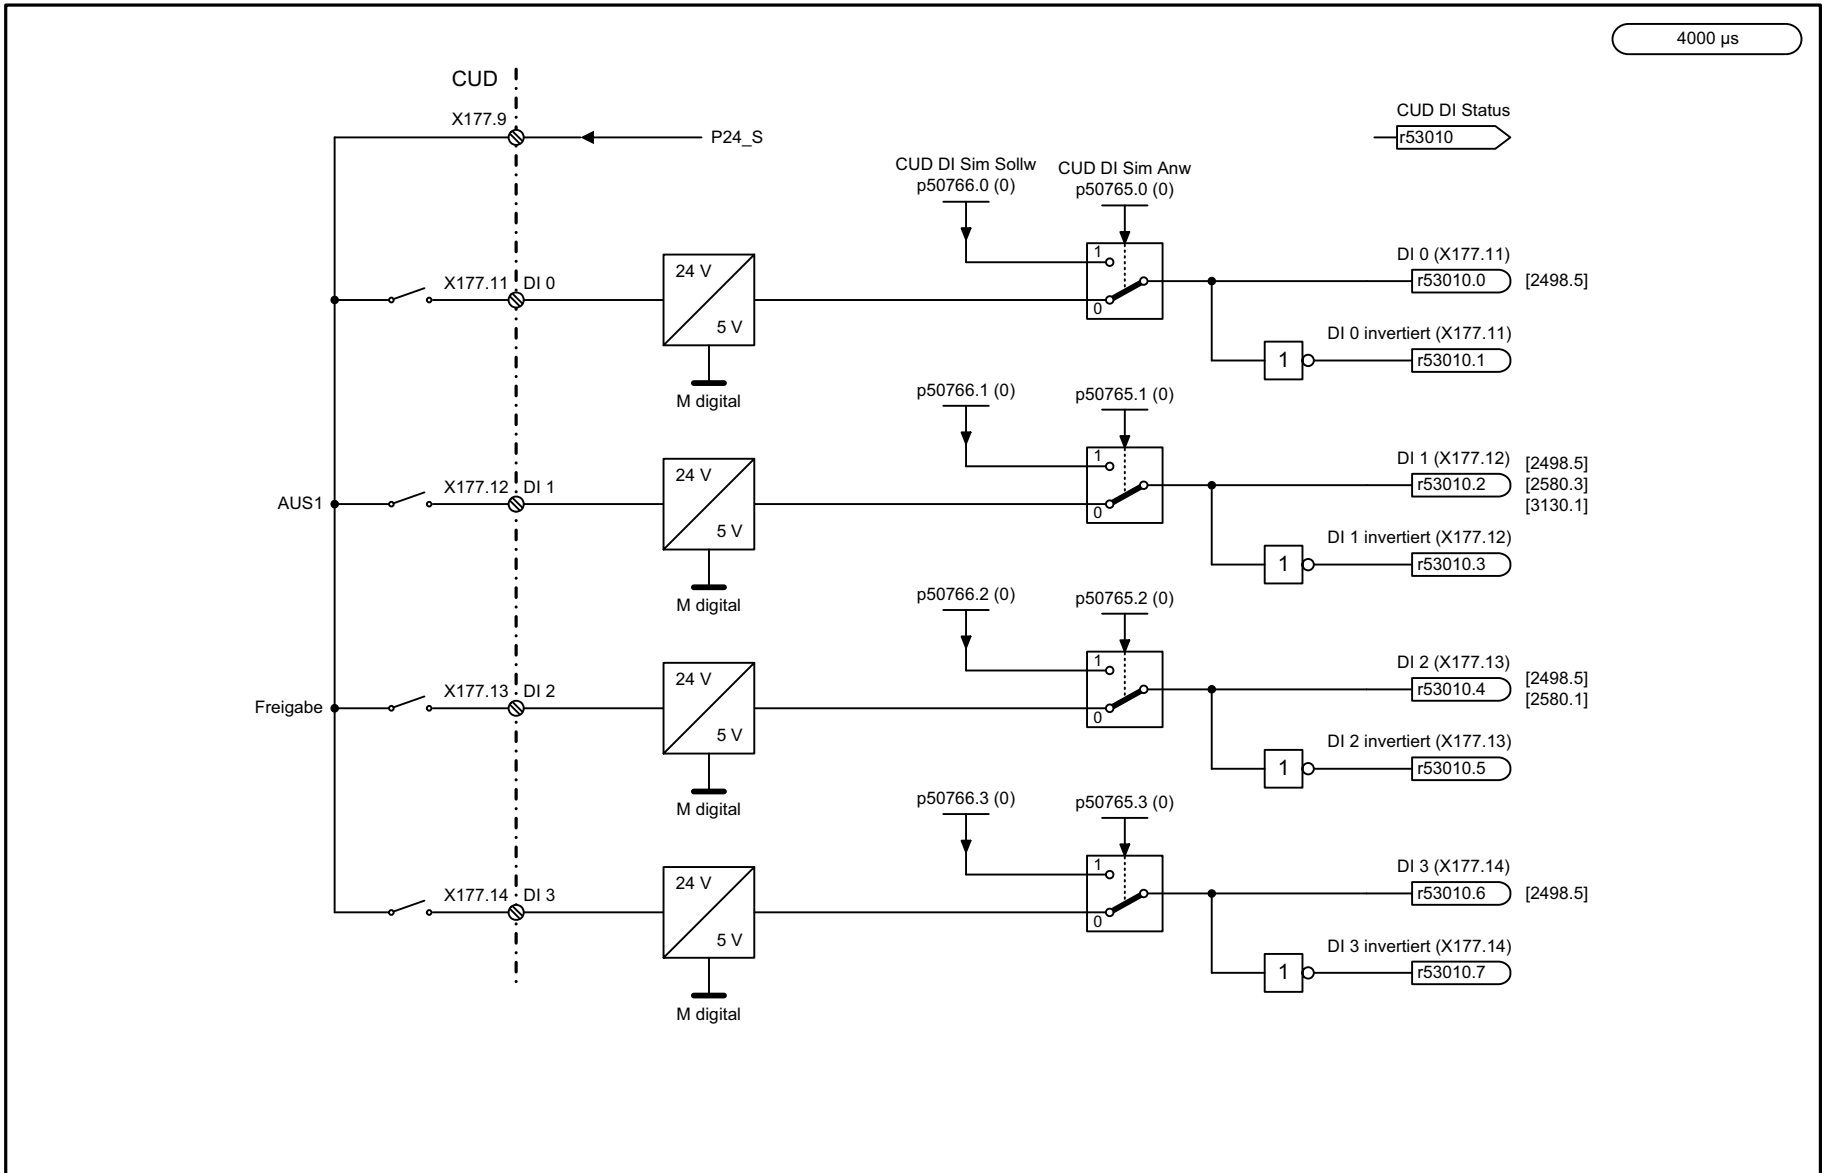 4000 µs
CUD
X177.9
P24_S
CUD DI Status
r53010
CUD DI Sim Sollw
p50766.0 (0)
CUD DI Sim Anw
p50765.0 (0)
X177.11
DI 0
24 V
5 V
M digital
1
0
DI 0 (X177.11)
r53010.0
[2498.5]
DI 0 invertiert (X177.11)
1
r53010.1
p50766.1 (0)
p50765.1 (0)
AUS1
X177.12
DI 1
24 V
5 V
M digital
1
0
DI 1 (X177.12)
r53010.2
[2498.5]
[2580.3]
[3130.1]
DI 1 invertiert (X177.12)
1
r53010.3
p50766.2 (0)
p50765.2 (0)
Freigabe
X177.13
DI 2
24 V
5 V
M digital
1
0
DI 2 (X177.13)
r53010.4
[2498.5]
[2580.1]
DI 2 invertiert (X177.13)
1
r53010.5
p50766.3 (0)
p50765.3 (0)
X177.14
DI 3
24 V
5 V
M digital
1
0
DI 3 (X177.14)
r53010.6
[2498.5]
DI 3 invertiert (X177.14)
1
r53010.7